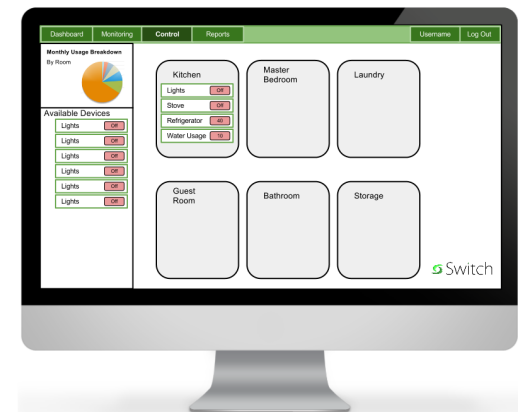 Dashboard Monitoring Control Reports Username Log Out
Monthly Usage Breakdown
By Room
Available Devices
Lights Off
Lights Off
Lights Off
Lights Off
Lights Off
Lights Off
Kitchen
Lights Off
Stove Off
Refrigerator 40
Water Usage 10
Master
Bedroom
Laundry
Guest
Room
Bathroom
Storage
Switch